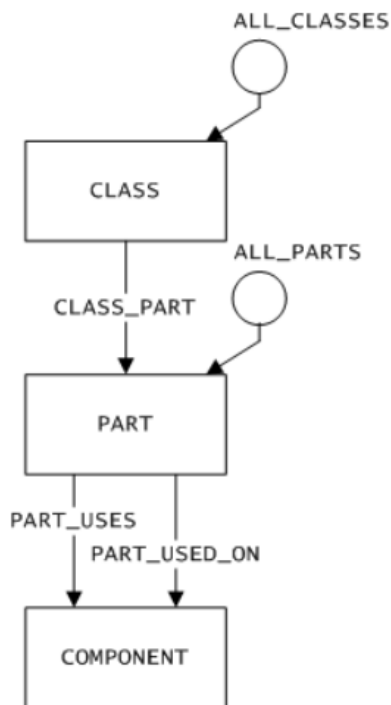 ALL_CLASSES
CLASS
ALL_PARTS
CLASS_PART
PART
PART_USES
PART_USED_ON
COMPONENT